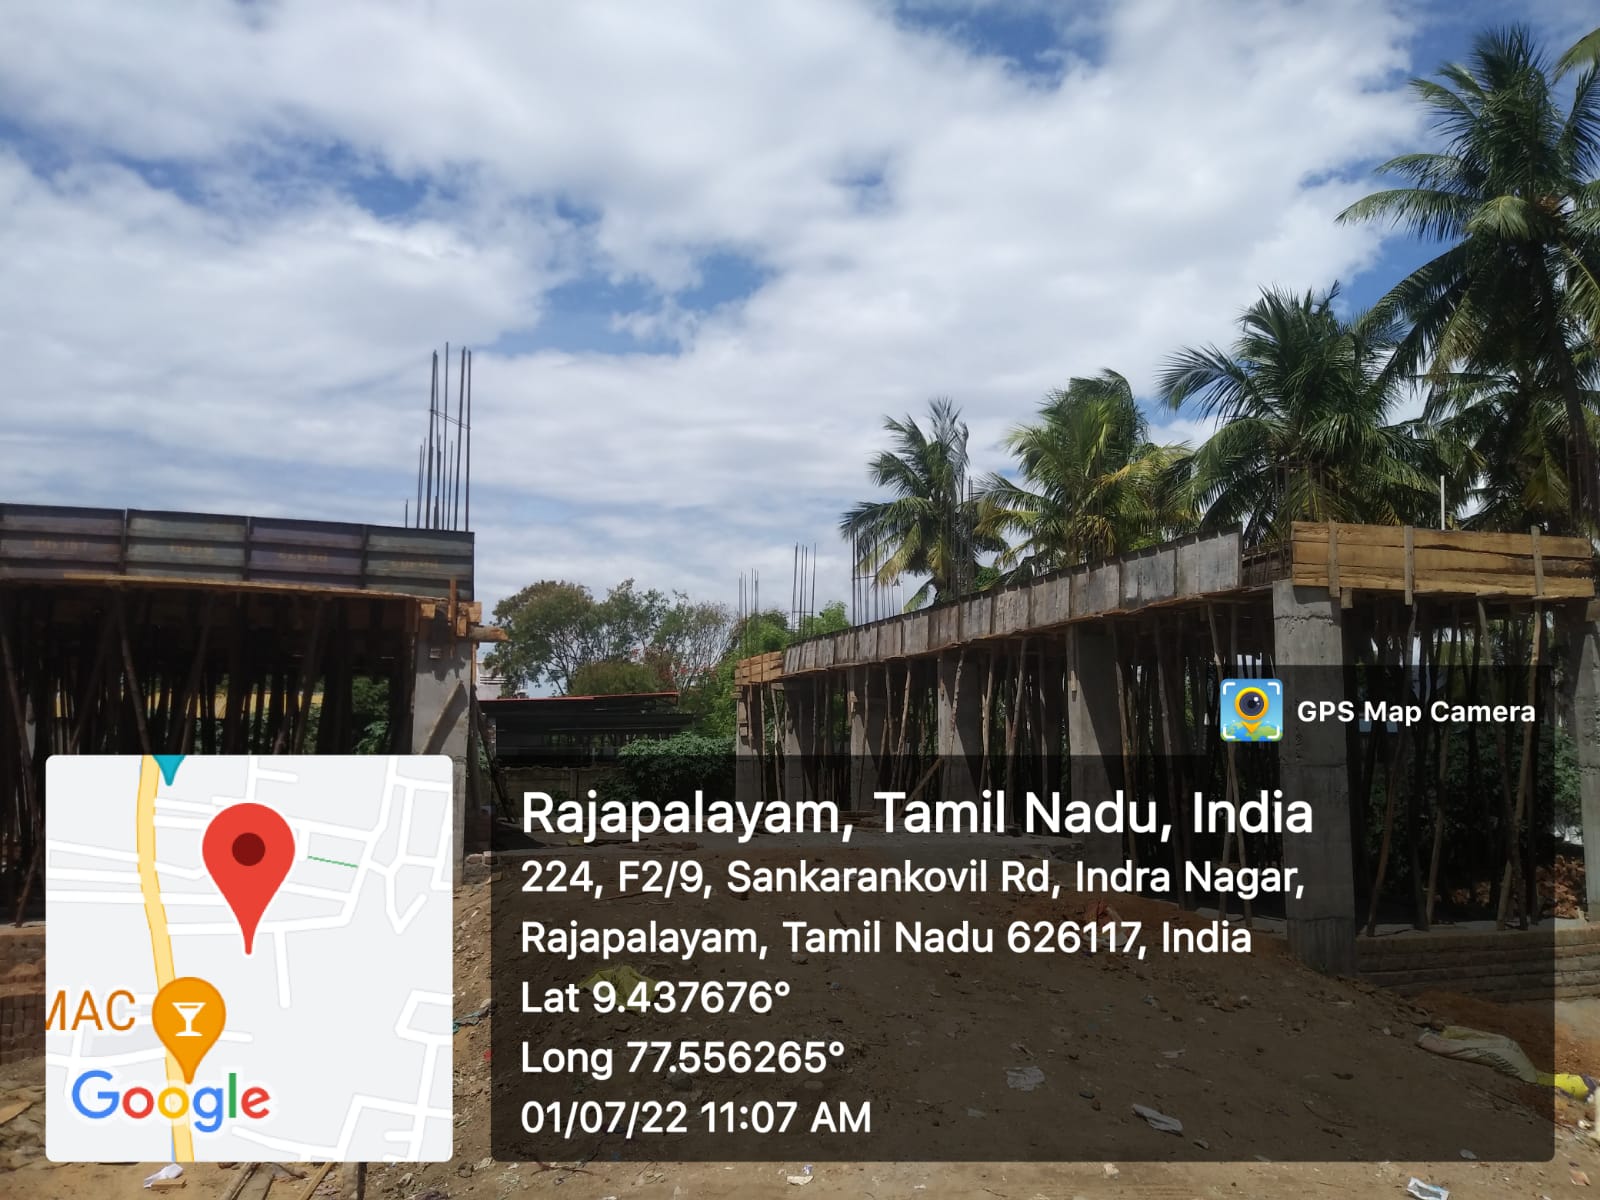 GPS Map Camera
Rajapalayam, Tamil Nadu, India
224, F2/9, Sankarankovil Rd, Indra Nagar,
Rajapalayam, Tamil Nadu 626117, India
Lat 9.437676°
Long 77.556265°
01/07/22 11:07 AM
MAC
Google